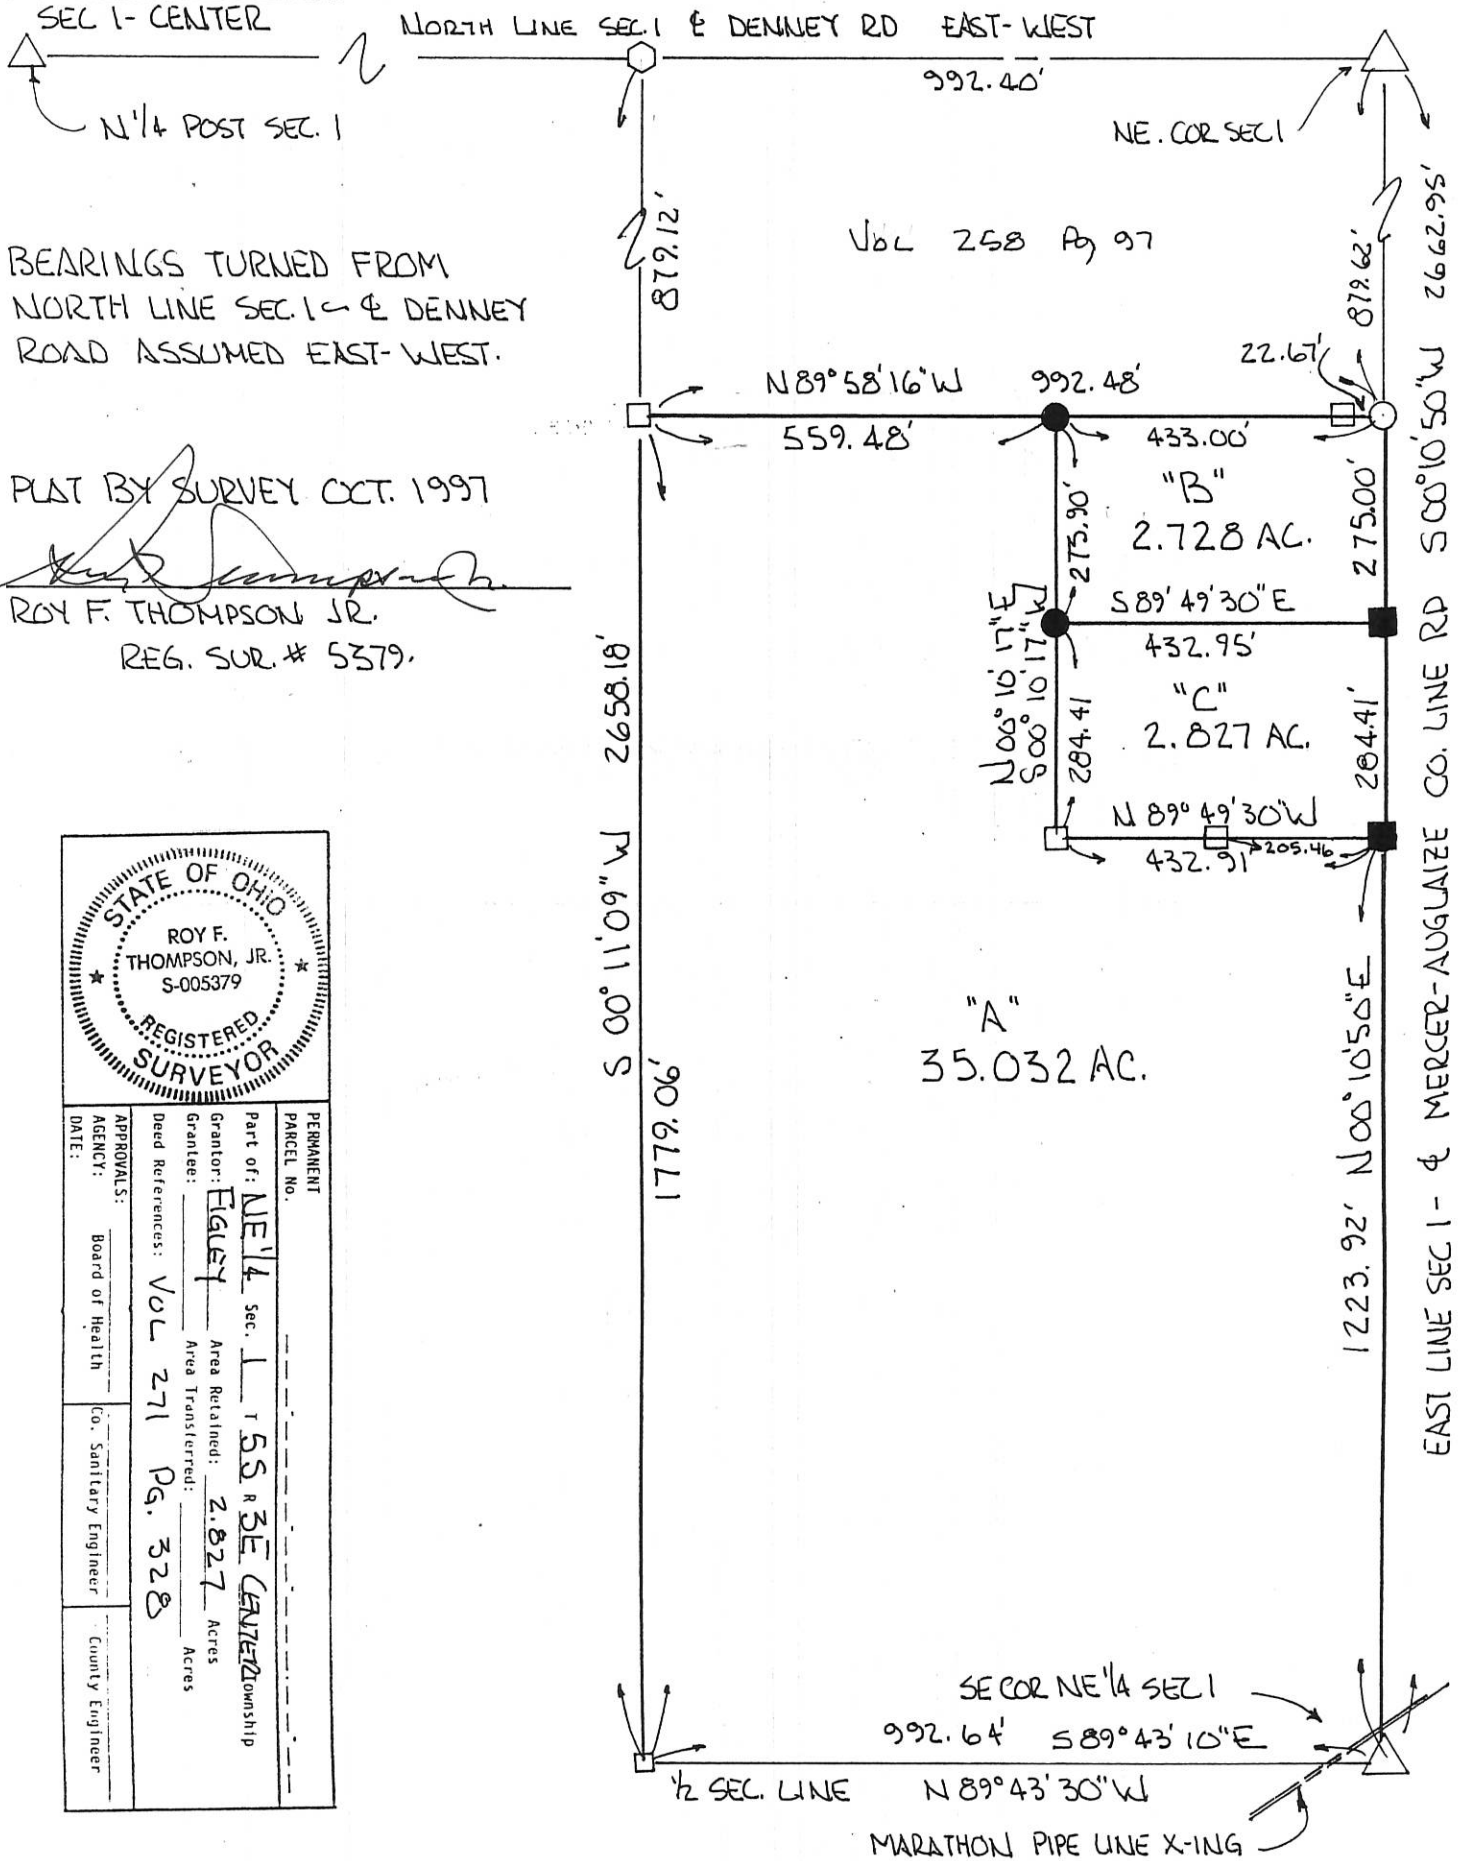 SEC 1- CENTER
NORTH LINE SEC. 1 ℄ DENNEY RD EAST-WEST
992.40'
N 1/4 POST SEC. 1
NE. COR SEC 1
879.12'
VOL 258 Pg 97
BEARINGS TURNED FROM
NORTH LINE SEC. 1 ℄ DENNEY
ROAD ASSUMED EAST-WEST.
879.62'
22.67'
N 89° 58' 16" W 992.48'
559.48'
433.00'
PLAT BY SURVEY OCT. 1997
ROY F. THOMPSON JR.
REG. SUR. # 5379.
"B"
2.728 AC.
275.90'
275.00'
S 89' 49' 30" E
432.95'
N 00° 10' 17" E
S 00° 10' 17" W
284.41
"C"
2.827 AC.
284.41'
N 89° 49' 30" W
432.91
205.46
S 00° 11' 09" W 2658.18'
1779.06'
"A"
35.032 AC.
1223.92' N 00° 10' 50" E
EAST LINE SEC 1 - ℄ MERCER-AUGLAIZE CO. LINE RD S 00° 10' 50" W 2662.95'
STATE OF OHIO
ROY F.
THOMPSON, JR.
S-005379
REGISTERED
SURVEYOR
PERMANENT
PARCEL No.
Part of: NE 1/4 Sec. 1 T 5S R 3E CENTER Township
Grantor: FIGLEY Area Retained: 2.827 Acres
Grantee: Area Transferred: Acres
Deed References: VOL 271 PG. 328
APPROVALS:
AGENCY: Board of Health Co. Sanitary Engineer County Engineer
DATE:
SE COR NE 1/4 SEC 1
992.64' S 89° 43' 10" E
1/2 SEC. LINE N 89° 43' 30" W
MARATHON PIPE LINE X-ING